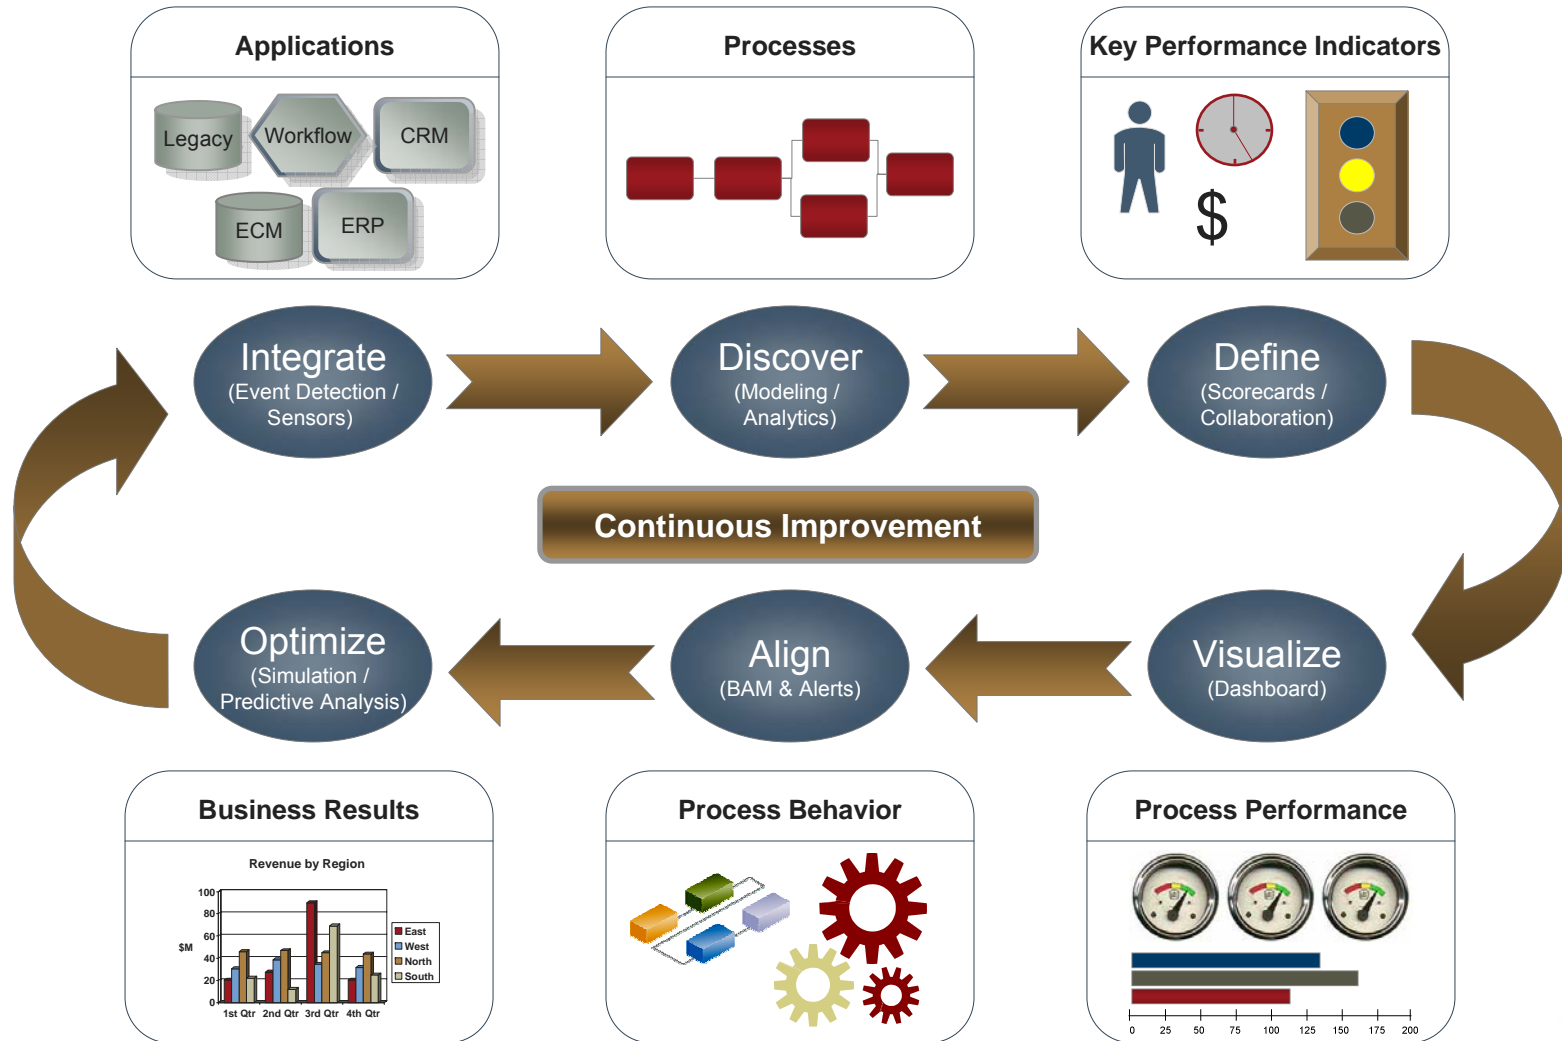 Applications
Processes
Key Performance Indicators
Legacy
Workflow
CRM
ECM
ERP
$
Integrate
(Event Detection /
Sensors)
Discover
(Modeling /
Analytics)
Define
(Scorecards /
Collaboration)
Continuous Improvement
Optimize
(Simulation /
Predictive Analysis)
Align
(BAM & Alerts)
Visualize
(Dashboard)
Business Results
Revenue by Region
100
80
60
40
20
0
$M
East
West
North
South
1st Qtr
2nd Qtr
3rd Qtr
4th Qtr
Process Behavior
Process Performance
0
25
50
75
100
125
150
175
200